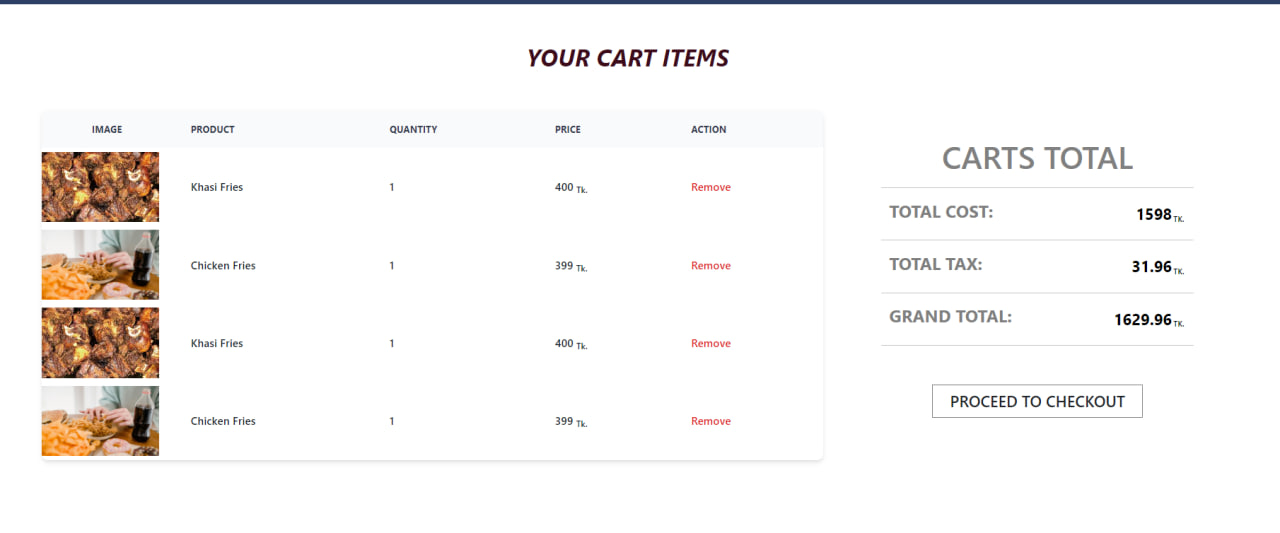 YOUR CART ITEMS
IMAGE PRODUCT QUANTITY PRICE ACTION
Khasi Fries 1 400 Tk. Remove
Chicken Fries 1 399 Tk. Remove
Khasi Fries 1 400 Tk. Remove
Chicken Fries 1 399 Tk. Remove
CARTS TOTAL
TOTAL COST: 1598 TK.
TOTAL TAX: 31.96 TK.
GRAND TOTAL: 1629.96 TK.
PROCEED TO CHECKOUT